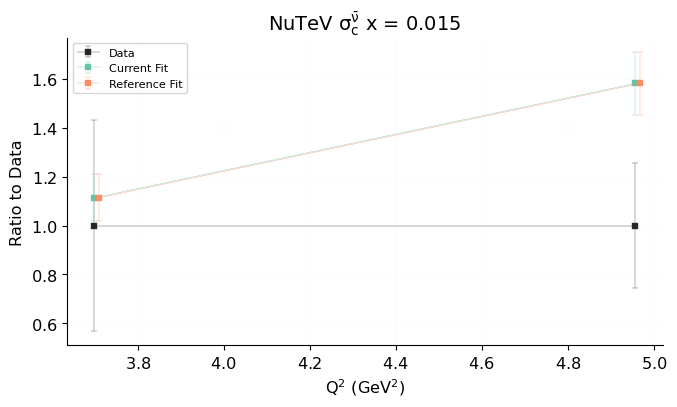 NuTeV σ_c^ν̄ x = 0.015
Data
Current Fit
Reference Fit
Ratio to Data
1.6
1.4
1.2
1.0
0.8
0.6
3.8
4.0
4.2
4.4
4.6
4.8
5.0
Q² (GeV²)